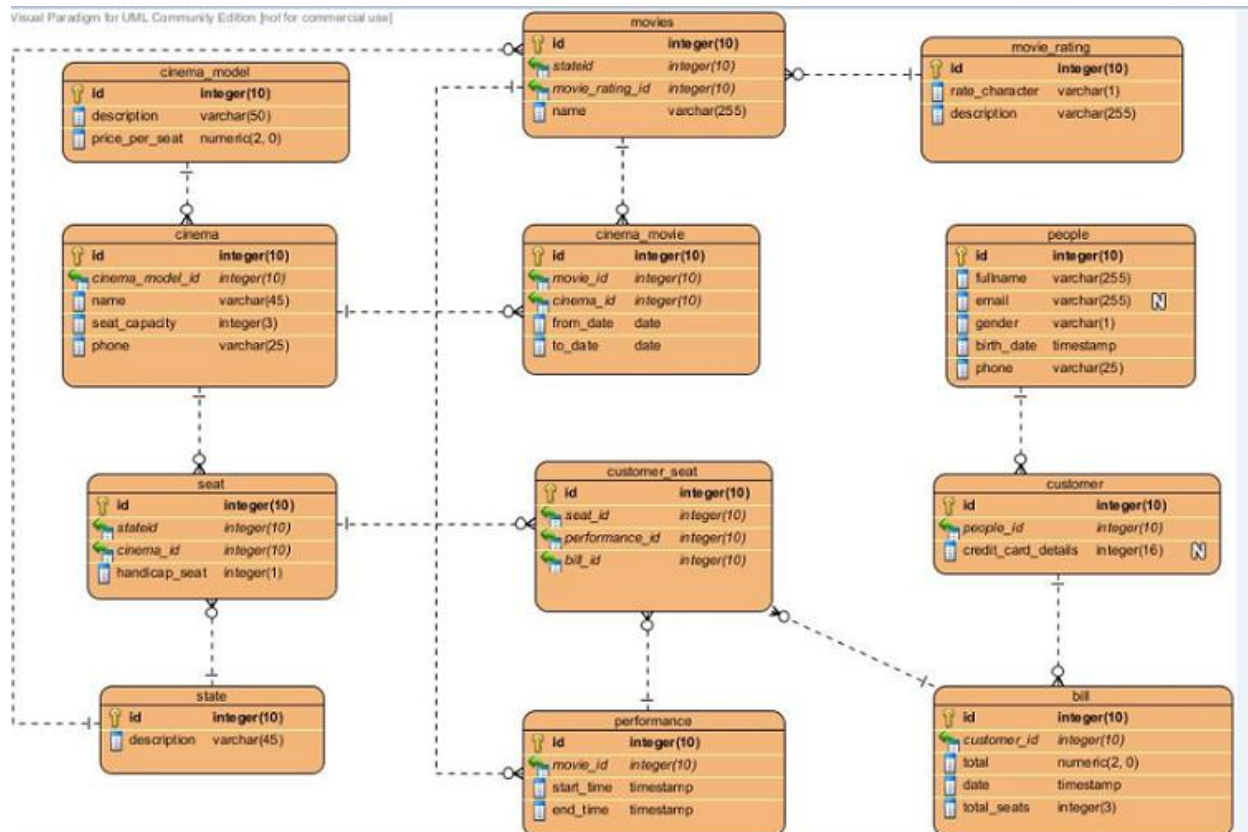 Visual Paradigm for UML Community Edition [not for commercial use]
movies
id integer(10)
stateid integer(10)
movie_rating_id integer(10)
name varchar(255)
movie_rating
id integer(10)
rate_character varchar(1)
description varchar(255)
cinema_model
id integer(10)
description varchar(50)
price_per_seat numeric(2, 0)
cinema
id integer(10)
cinema_model_id integer(10)
name varchar(45)
seat_capacity integer(3)
phone varchar(25)
cinema_movie
id integer(10)
movie_id integer(10)
cinema_id integer(10)
from_date date
to_date date
people
id integer(10)
fullname varchar(255)
email varchar(255) N
gender varchar(1)
birth_date timestamp
phone varchar(25)
seat
id integer(10)
stateid integer(10)
cinema_id integer(10)
handicap_seat integer(1)
customer_seat
id integer(10)
seat_id integer(10)
performance_id integer(10)
bill_id integer(10)
customer
id integer(10)
people_id integer(10)
credit_card_details integer(16) N
state
id integer(10)
description varchar(45)
performance
id integer(10)
movie_id integer(10)
start_time timestamp
end_time timestamp
bill
id integer(10)
customer_id integer(10)
total numeric(2, 0)
date timestamp
total_seats integer(3)